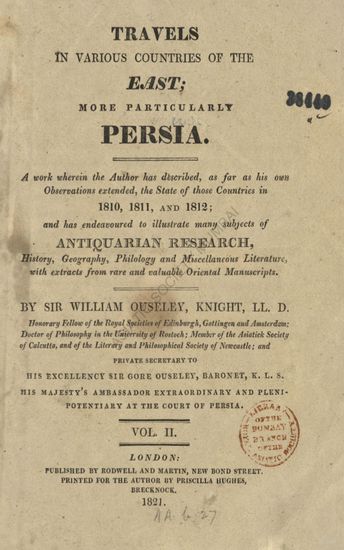 TRAVELS
IN VARIOUS COUNTRIES OF THE
EAST;
MORE PARTICULARLY
PERSIA.
A work wherein the Author has described, as far as his own
Observations extended, the State of those Countries in
1810, 1811, AND 1812;
and has endeavoured to illustrate many subjects of
ANTIQUARIAN RESEARCH,
History, Geography, Philology and Miscellaneous Literature,
with extracts from rare and valuable Oriental Manuscripts.
BY SIR WILLIAM OUSELEY, KNIGHT, LL. D.
Honorary Fellow of the Royal Societies of Edinburgh, Gottingen and Amsterdam;
Doctor of Philosophy in the University of Rostock; Member of the Asiatick Society
of Calcutta, and of the Literary and Philosophical Society of Newcastle; and
PRIVATE SECRETARY TO
HIS EXCELLENCY SIR GORE OUSELEY, BARONET, K. L. S.
HIS MAJESTY'S AMBASSADOR EXTRAORDINARY AND PLENI-
POTENTIARY AT THE COURT OF PERSIA.
VOL. II.
LIBRARY
OF THE
BOMBAY
BRANCH
OF THE
LONDON:
PUBLISHED BY RODWELL AND MARTIN, NEW BOND STREET.
PRINTED FOR THE AUTHOR BY PRISCILLA HUGHES,
BRECKNOCK.
1821.